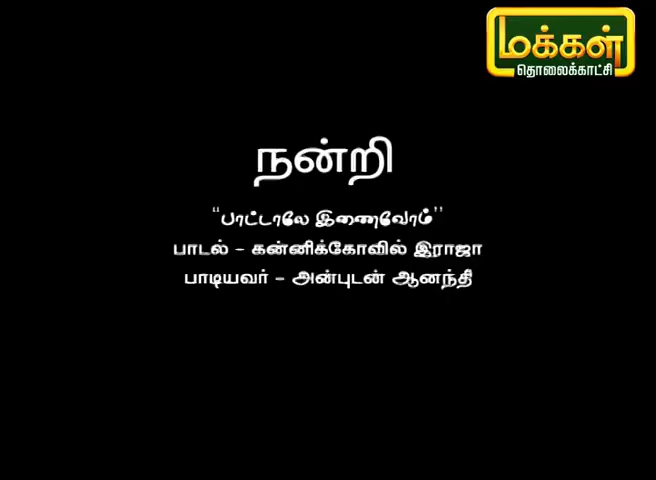 மக்கள்
தொலைக்காட்சி
நன்றி
“பாட்டாலே இணைவோம்”
பாடல் – கன்னிக்கோவில் இராஜா
பாடியவர் – அன்புடன் ஆனந்தி